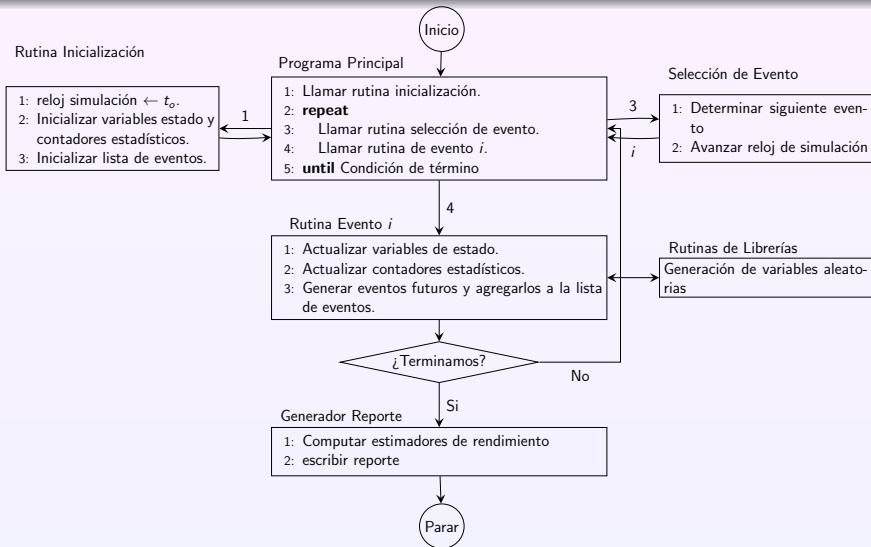 Inicio
Rutina Inicialización
1: reloj simulación ← tₒ.
2: Inicializar variables estado y
contadores estadísticos.
3: Inicializar lista de eventos.
1
Programa Principal
1: Llamar rutina inicialización.
2: repeat
3: Llamar rutina selección de evento.
4: Llamar rutina de evento i.
5: until Condición de término
3
i
Selección de Evento
1: Determinar siguiente even-
to
2: Avanzar reloj de simulación
4
Rutina Evento i
1: Actualizar variables de estado.
2: Actualizar contadores estadísticos.
3: Generar eventos futuros y agregarlos a la lista
de eventos.
Rutinas de Librerías
Generación de variables aleato-
rias
¿Terminamos?
No
Si
Generador Reporte
1: Computar estimadores de rendimiento
2: escribir reporte
Parar